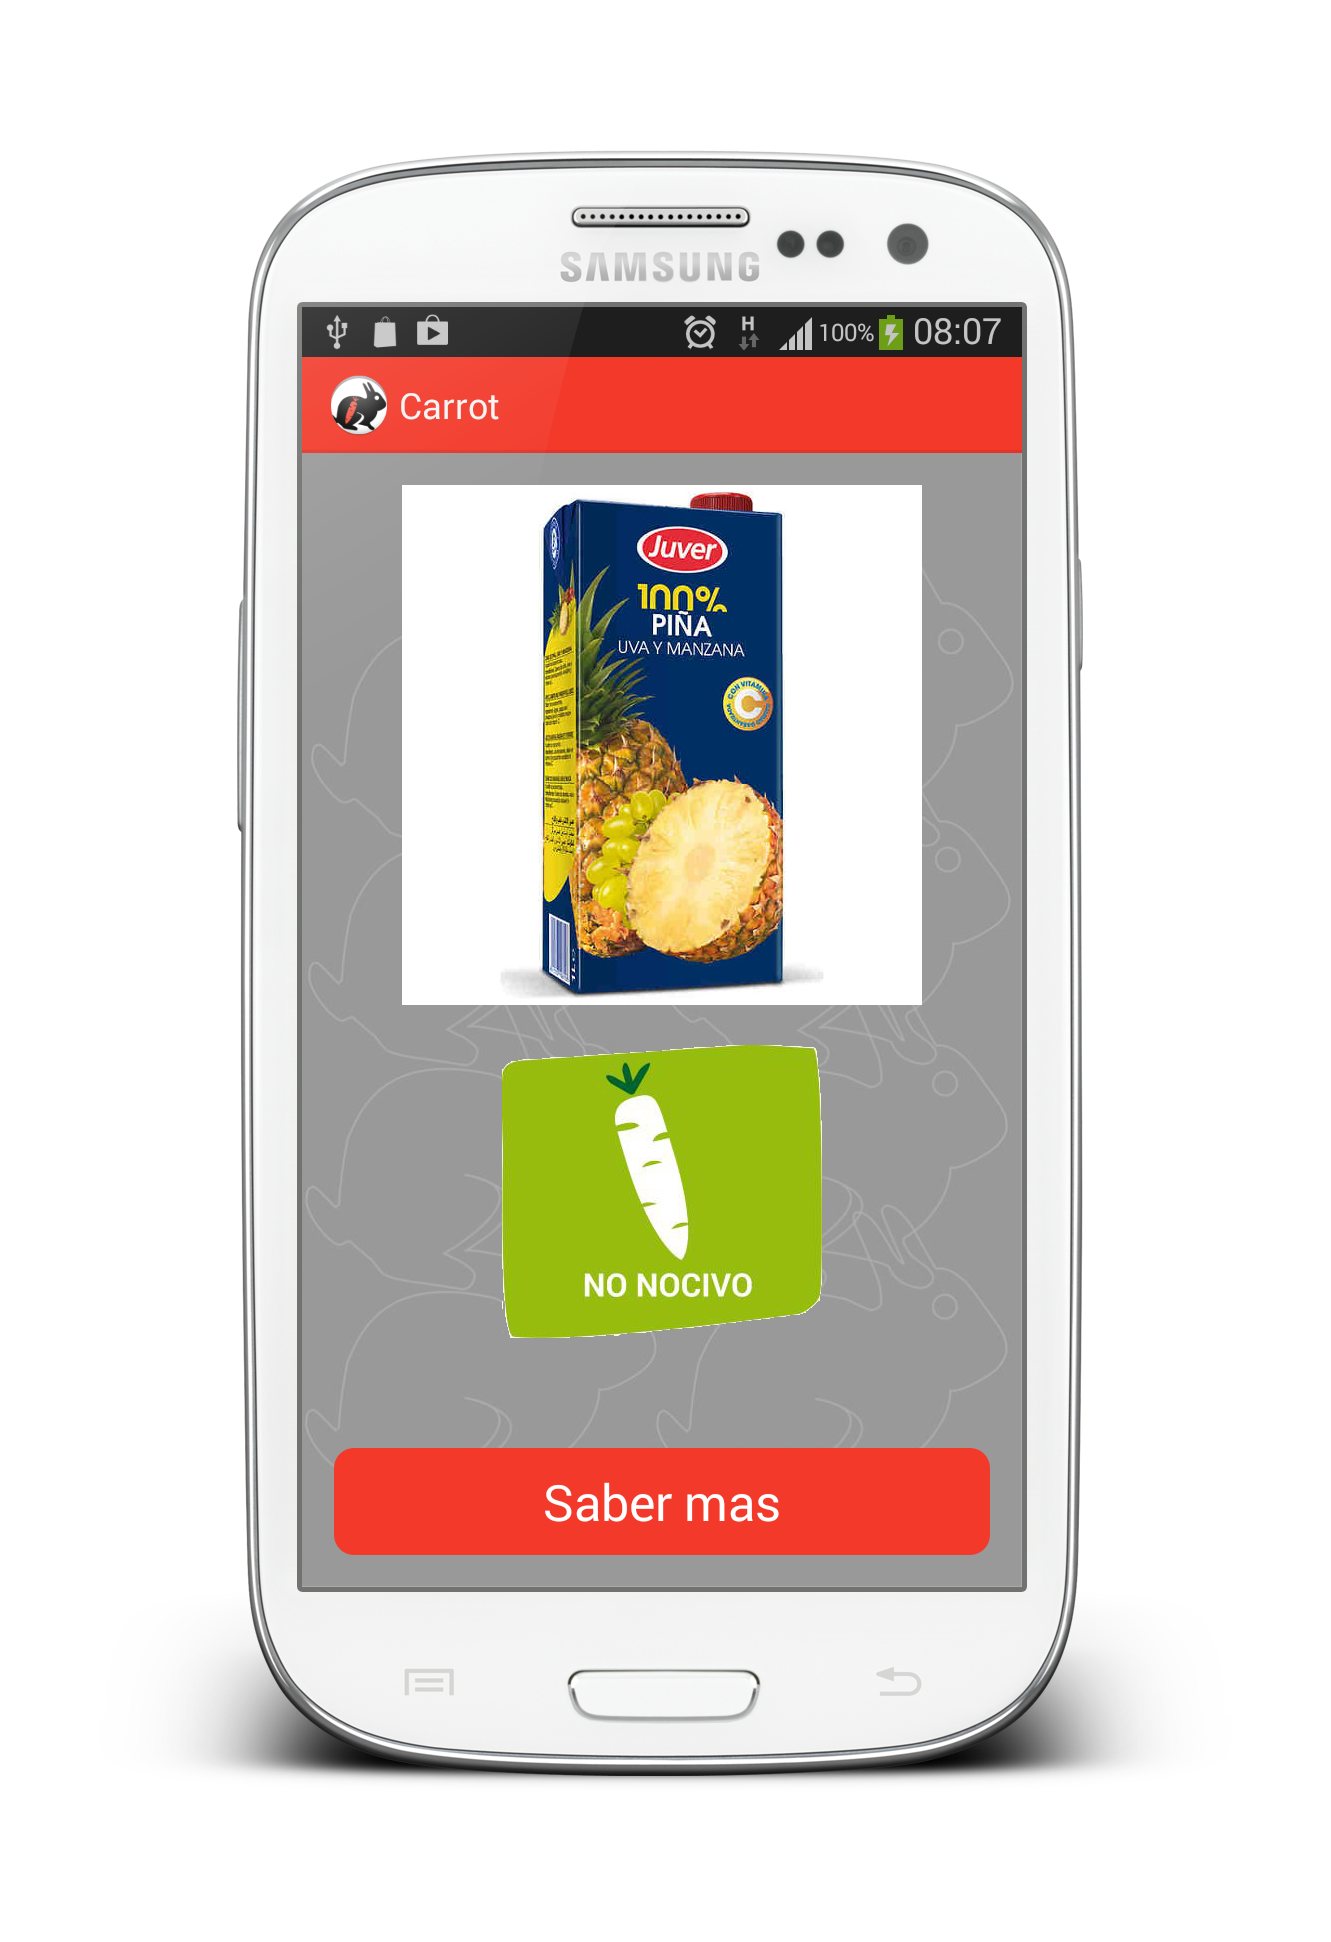 SAMSUNG
H
100%
08:07
Carrot
Juver
100%
PIÑA
UVA Y MANZANA
CON VITAMINA
C
NO NOCIVO
Saber mas